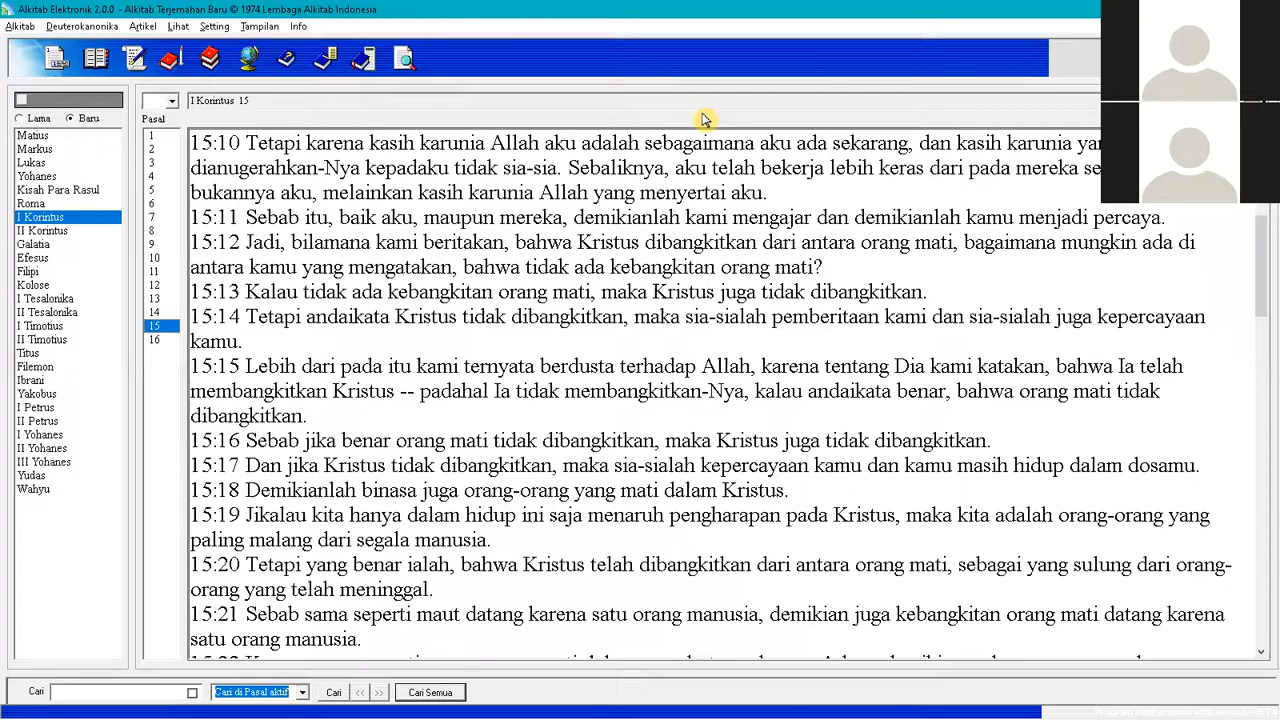 Alkitab Elektronik 2.0.0 - Alkitab Terjemahan Baru © 1974 Lembaga Alkitab Indonesia
Alkitab Deuterokanonika Artikel Lihat Setting Tampilan Info
I Korintus 15
Lama Baru
Pasal
Matius
Markus
Lukas
Yohanes
Kisah Para Rasul
Roma
I Korintus
II Korintus
Galatia
Efesus
Filipi
Kolose
I Tesalonika
II Tesalonika
I Timotius
II Timotius
Titus
Filemon
Ibrani
Yakobus
I Petrus
II Petrus
I Yohanes
II Yohanes
III Yohanes
Yudas
Wahyu
1
2
3
4
5
6
7
8
9
10
11
12
13
14
15
16
15:10 Tetapi karena kasih karunia Allah aku adalah sebagaimana aku ada sekarang, dan kasih karunia
dianugerahkan-Nya kepadaku tidak sia-sia. Sebaliknya, aku telah bekerja lebih keras dari pada mereka
bukannya aku, melainkan kasih karunia Allah yang menyertai aku.
15:11 Sebab itu, baik aku, maupun mereka, demikianlah kami mengajar dan demikianlah kamu menjadi percaya.
15:12 Jadi, bilamana kami beritakan, bahwa Kristus dibangkitkan dari antara orang mati, bagaimana mungkin ada di
antara kamu yang mengatakan, bahwa tidak ada kebangkitan orang mati?
15:13 Kalau tidak ada kebangkitan orang mati, maka Kristus juga tidak dibangkitkan.
15:14 Tetapi andaikata Kristus tidak dibangkitkan, maka sia-sialah pemberitaan kami dan sia-sialah juga kepercayaan
kamu.
15:15 Lebih dari pada itu kami ternyata berdusta terhadap Allah, karena tentang Dia kami katakan, bahwa Ia telah
membangkitkan Kristus -- padahal Ia tidak membangkitkan-Nya, kalau andaikata benar, bahwa orang mati tidak
dibangkitkan.
15:16 Sebab jika benar orang mati tidak dibangkitkan, maka Kristus juga tidak dibangkitkan.
15:17 Dan jika Kristus tidak dibangkitkan, maka sia-sialah kepercayaan kamu dan kamu masih hidup dalam dosamu.
15:18 Demikianlah binasa juga orang-orang yang mati dalam Kristus.
15:19 Jikalau kita hanya dalam hidup ini saja menaruh pengharapan pada Kristus, maka kita adalah orang-orang yang
paling malang dari segala manusia.
15:20 Tetapi yang benar ialah, bahwa Kristus telah dibangkitkan dari antara orang mati, sebagai yang sulung dari orang-
orang yang telah meninggal.
15:21 Sebab sama seperti maut datang karena satu orang manusia, demikian juga kebangkitan orang mati datang karena
satu orang manusia.
Cari Cari di Pasal aktif Cari << >> Cari Semua